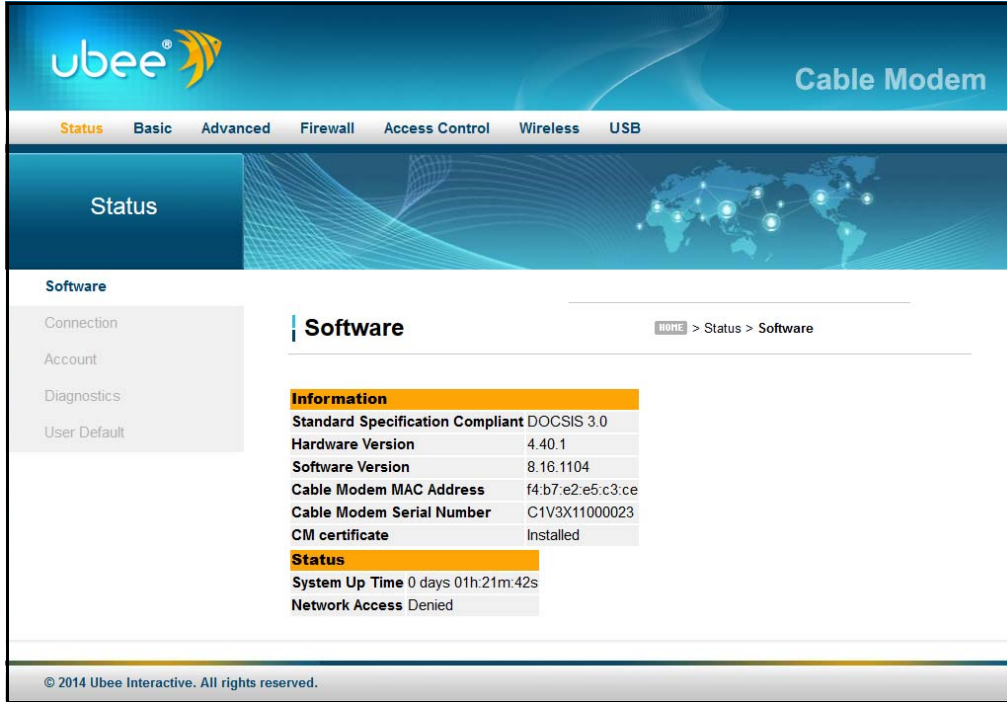 ubee®
Cable Modem
Status Basic Advanced Firewall Access Control Wireless USB
Status
Software
Connection
Account
Diagnostics
User Default
Software
HOME > Status > Software
Information
Standard Specification Compliant DOCSIS 3.0
Hardware Version 4.40.1
Software Version 8.16.1104
Cable Modem MAC Address f4:b7:e2:e5:c3:ce
Cable Modem Serial Number C1V3X11000023
CM certificate Installed
Status
System Up Time 0 days 01h:21m:42s
Network Access Denied
© 2014 Ubee Interactive. All rights reserved.